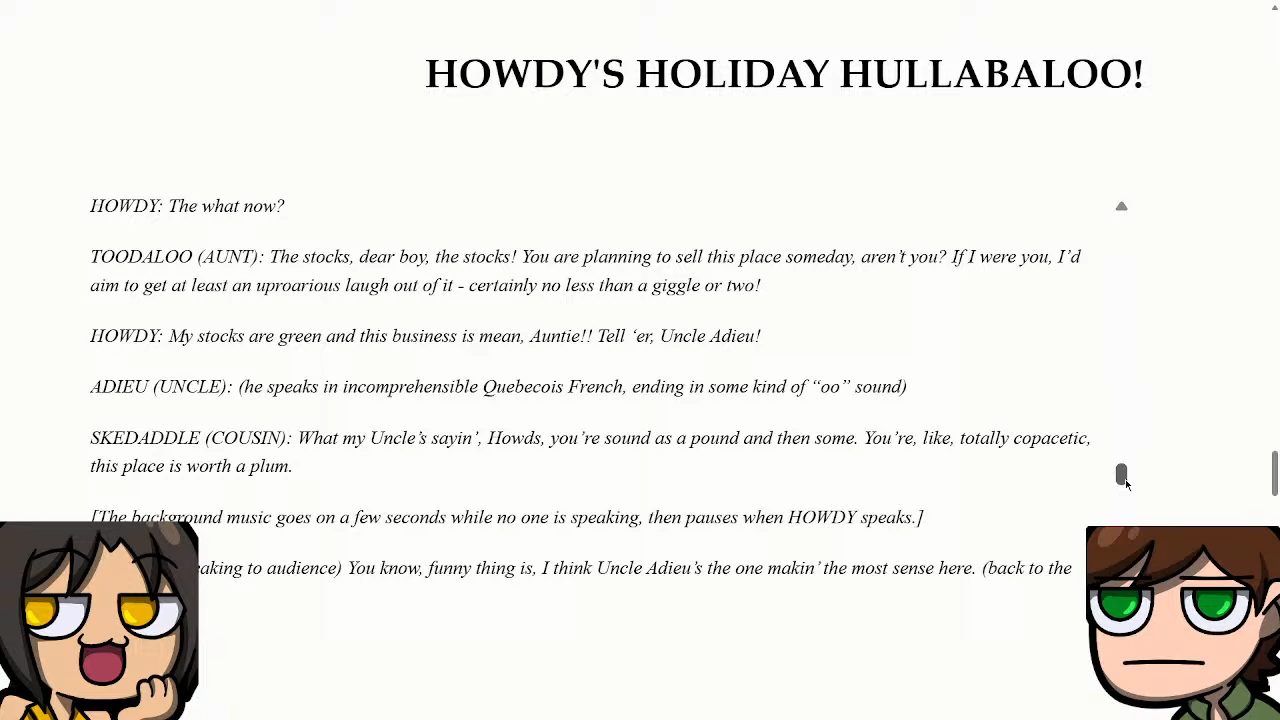 HOWDY'S HOLIDAY HULLABALOO!
HOWDY: The what now?
TOODALOO (AUNT): The stocks, dear boy, the stocks! You are planning to sell this place someday, aren’t you? If I were you, I’d
aim to get at least an uproarious laugh out of it - certainly no less than a giggle or two!
HOWDY: My stocks are green and this business is mean, Auntie!! Tell ‘er, Uncle Adieu!
ADIEU (UNCLE): (he speaks in incomprehensible Quebecois French, ending in some kind of “oo” sound)
SKEDADDLE (COUSIN): What my Uncle’s sayin’, Howds, you’re sound as a pound and then some. You’re, like, totally copacetic,
this place is worth a plum.
[The background music goes on a few seconds while no one is speaking, then pauses when HOWDY speaks.]
to audience) You know, funny thing is, I think Uncle Adieu’s the one makin’ the most sense here. (back to the